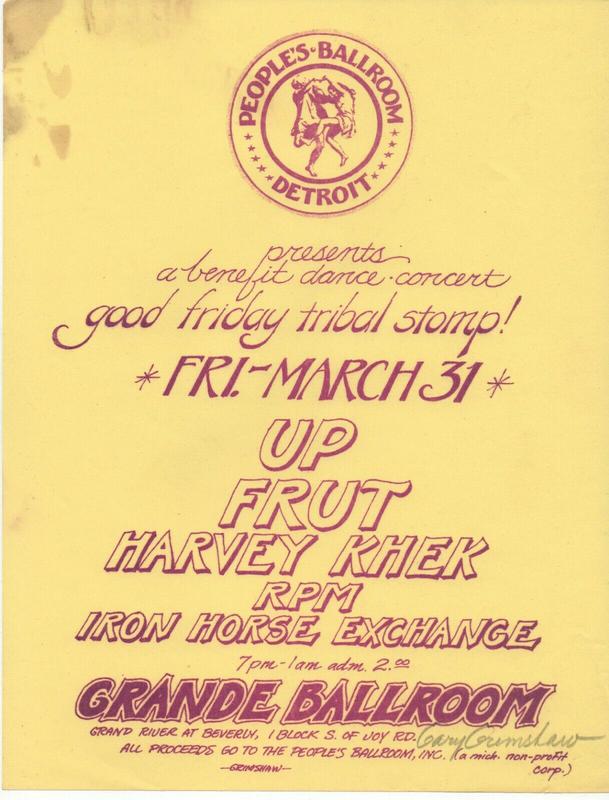 PEOPLE'S · BALLROOM
DETROIT
presents
a benefit dance · concert
good friday tribal stomp!
* FRI. - MARCH 31 *
UP
FRUT
HARVEY KHEK
RPM
IRON HORSE EXCHANGE
7pm - 1am adm. 2.00
GRANDE BALLROOM
GRAND RIVER AT BEVERLY, 1 BLOCK S. OF JOY RD.
Gary Grimshaw
ALL PROCEEDS GO TO THE PEOPLE'S BALLROOM, INC. (a mich. non-profit
corp.)
—GRIMSHAW—